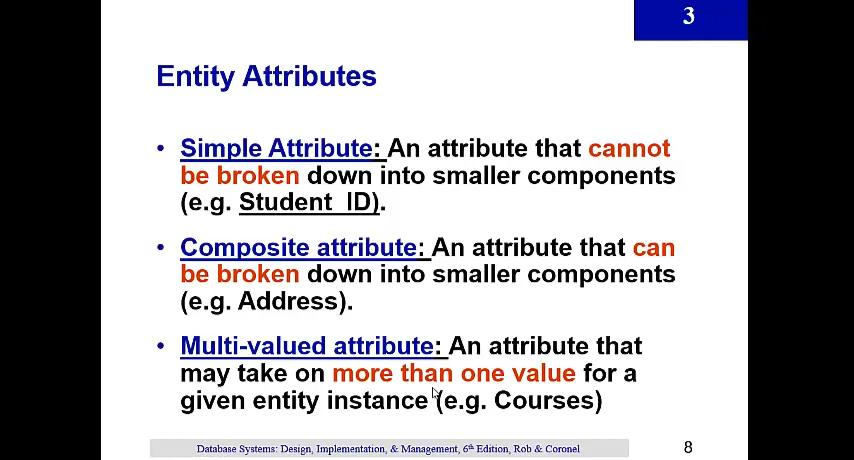 3
Entity Attributes
• Simple Attribute: An attribute that cannot
be broken down into smaller components
(e.g. Student_ID).
• Composite attribute: An attribute that can
be broken down into smaller components
(e.g. Address).
• Multi-valued attribute: An attribute that
may take on more than one value for a
given entity instance (e.g. Courses)
Database Systems: Design, Implementation, & Management, 6th Edition, Rob & Coronel
8